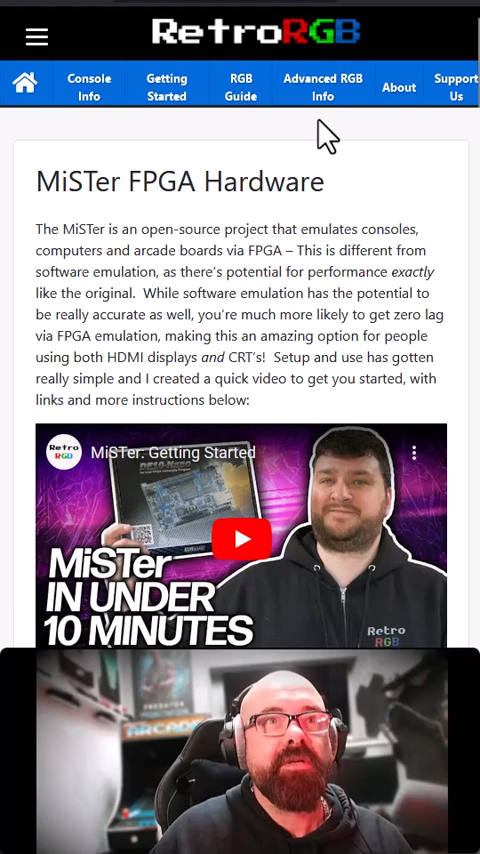 RetroRGB
Console
Info
Getting
Started
RGB
Guide
Advanced RGB
Info
About
Support
Us
MiSTer FPGA Hardware
The MiSTer is an open-source project that emulates consoles,
computers and arcade boards via FPGA – This is different from
software emulation, as there's potential for performance exactly
like the original.  While software emulation has the potential to
be really accurate as well, you're much more likely to get zero lag
via FPGA emulation, making this an amazing option for people
using both HDMI displays and CRT's!  Setup and use has gotten
really simple and I created a quick video to get you started, with
links and more instructions below:
Retro
RGB
MiSTer: Getting Started
DE10-Nano
MiSTer
IN UNDER
10 MINUTES
Retro
RGB
PREDATOR
ARCADE